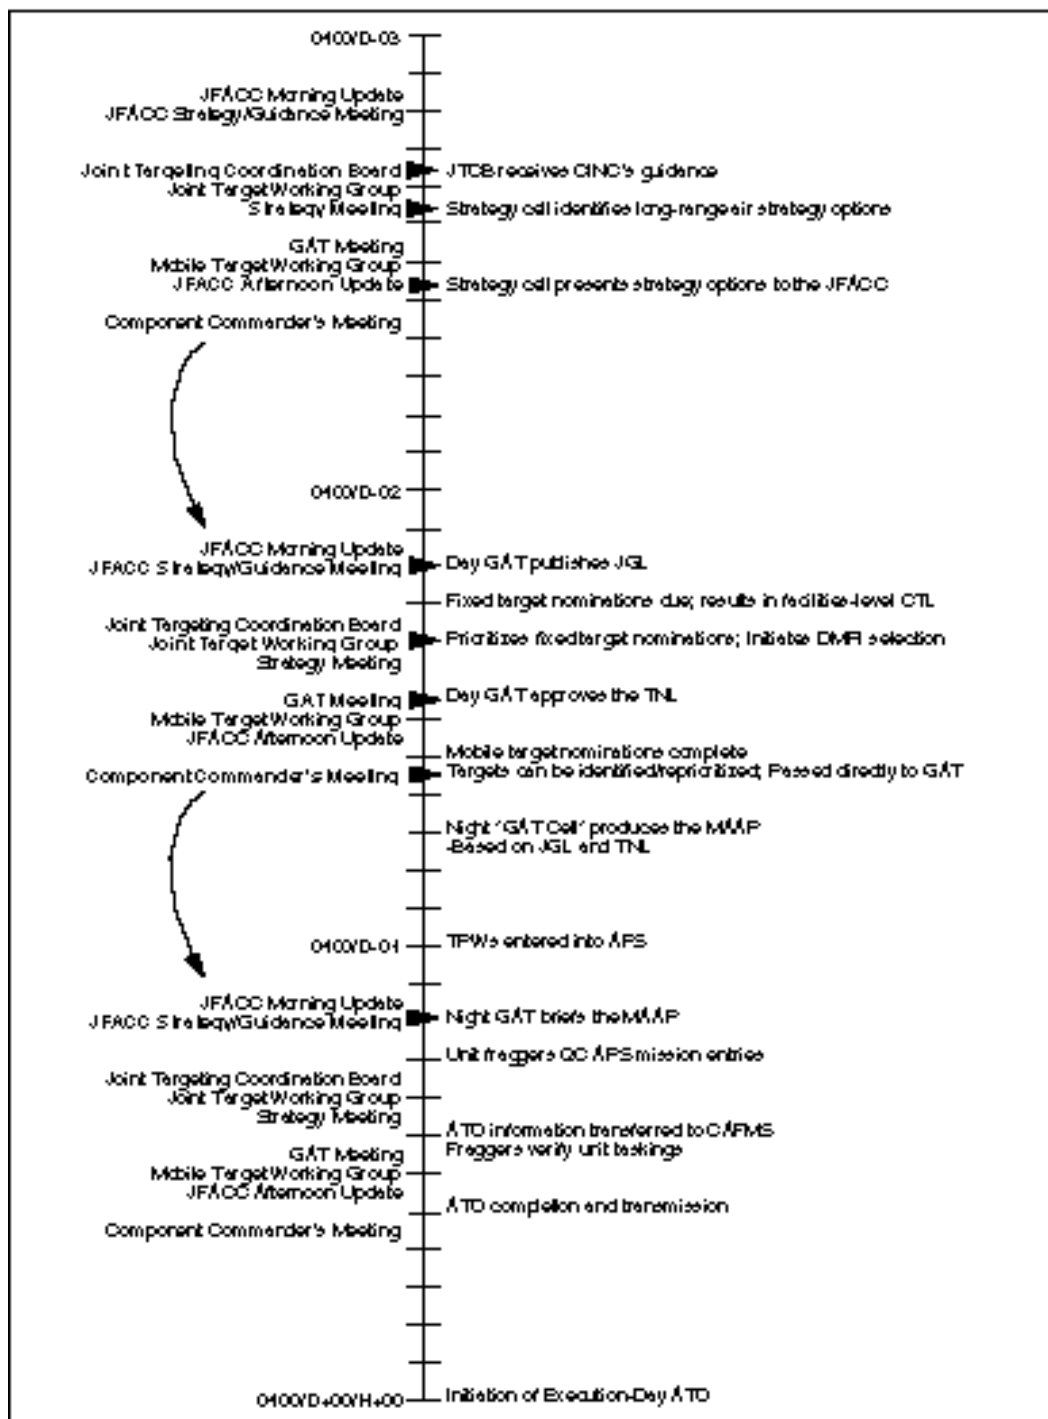 0400/D-03
JFACC Morning Update
JFACC Strategy/Guidance Meeting
Joint Targeting Coordination Board
JTCB receives CINC's guidance
Joint Target Working Group
Strategy Meeting
Strategy cell identifies long-range air strategy options
GAT Meeting
Mobile Target Working Group
JFACC Afternoon Update
Strategy cell presents strategy options to the JFACC
Component Commander's Meeting
0400/D-02
JFACC Morning Update
JFACC Strategy/Guidance Meeting
Day GAT publishes JGL
Fixed target nominations due; results in facilities-level CTL
Joint Targeting Coordination Board
Joint Target Working Group
Prioritizes fixed target nominations; Initiates DMPI selection
Strategy Meeting
GAT Meeting
Day GAT approves the TNL
Mobile Target Working Group
JFACC Afternoon Update
Mobile target nominations complete
Component Commander's Meeting
Targets can be identified/reprioritized; Passed directly to GAT
Night "GAT Cell" produces the MAAP
-Based on JGL and TNL
0400/D-01
TPWs entered into APS
JFACC Morning Update
JFACC Strategy/Guidance Meeting
Night GAT briefs the MAAP
Unit fraggers QC APS mission entries
Joint Targeting Coordination Board
Joint Target Working Group
Strategy Meeting
ATO information transferred to CAFMS
Fraggers verify unit taskings
GAT Meeting
Mobile Target Working Group
JFACC Afternoon Update
ATO completion and transmission
Component Commander's Meeting
0400/D+00/H+00
Initiation of Execution-Day ATO